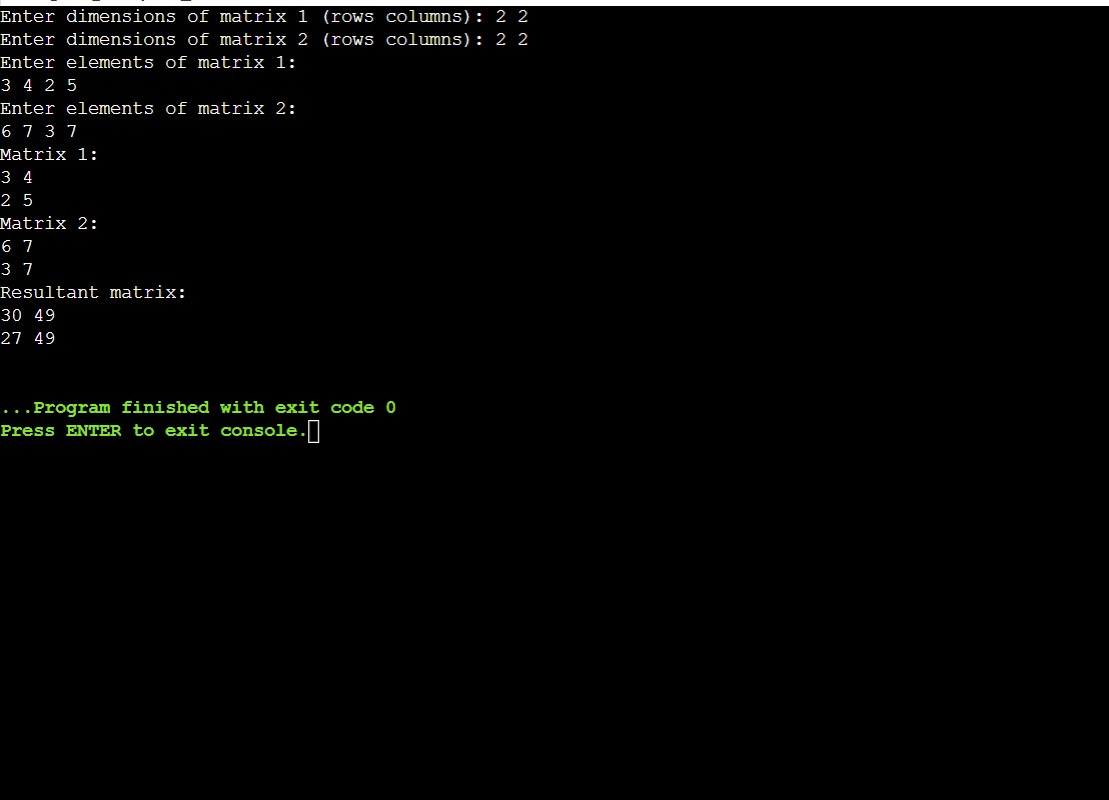 Enter dimensions of matrix 1 (rows columns): 2 2
Enter dimensions of matrix 2 (rows columns): 2 2
Enter elements of matrix 1:
3 4 2 5
Enter elements of matrix 2:
6 7 3 7
Matrix 1:
3 4
2 5
Matrix 2:
6 7
3 7
Resultant matrix:
30 49
27 49
...Program finished with exit code 0
Press ENTER to exit console.